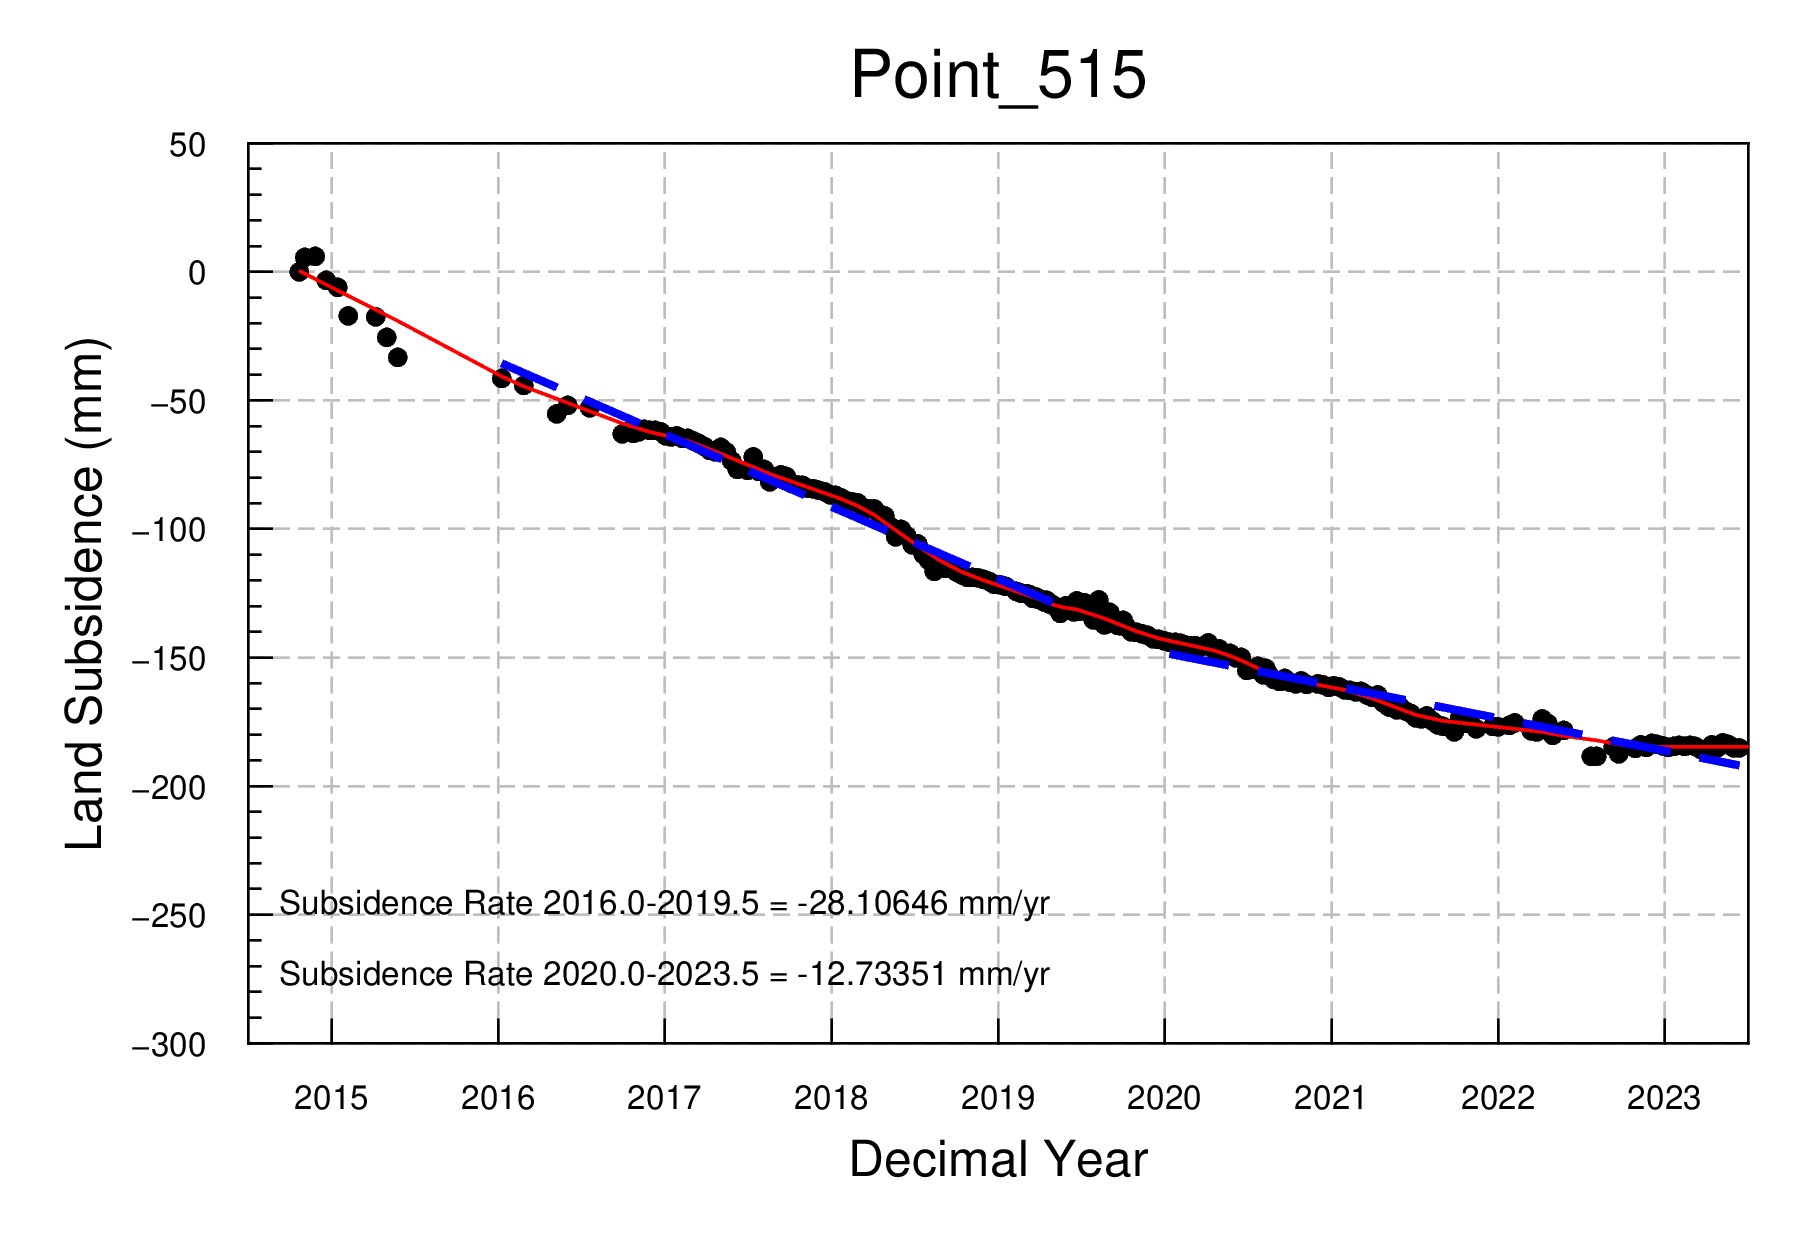 Point_515
50
0
−50
−100
−150
−200
−250
−300
Land Subsidence (mm)
Subsidence Rate 2016.0-2019.5 = -28.10646 mm/yr
Subsidence Rate 2020.0-2023.5 = -12.73351 mm/yr
2015 2016 2017 2018 2019 2020 2021 2022 2023
Decimal Year